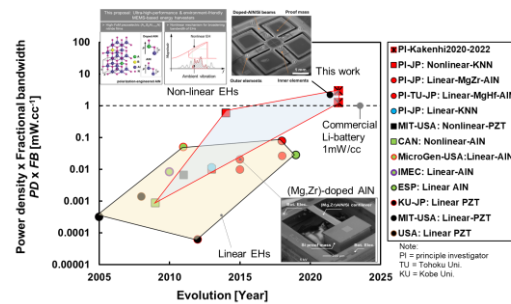 This proposal: Ultra-high performance & environment-friendly
MEMS-based energy harvesters
Doped-AlN/Si beams
Proof mass
Outer elements
Inner elements
Non-linear EHs
This work
Power density x Fractional bandwidth
PD x FB [mW.cc⁻¹]
10
1
0.1
0.01
0.001
0.0001
0.00001
Commercial
Li-battery
1mW/cc
(Mg,Zr)-doped AlN
Si proof mass
Linear EHs
2005
2010
2015
2020
2025
Evolution [Year]
PI-Kakenhi2020-2022
PI-JP: Nonlinear-KNN
PI-JP: Linear-MgZr-AlN
PI-TU-JP: Linear-MgHf-AlN
PI-JP: Linear-KNN
MIT-USA: Nonlinear-PZT
CAN: Nonlinear-AlN
MicroGen-USA:Linear-AlN
IMEC: Linear-AlN
ESP: Linear AlN
KU-JP: Linear-PZT
MIT-USA: Linear-PZT
USA: Linear PZT
Note:
PI = principle investigator
TU = Tohoku Uni.
KU = Kobe Uni.